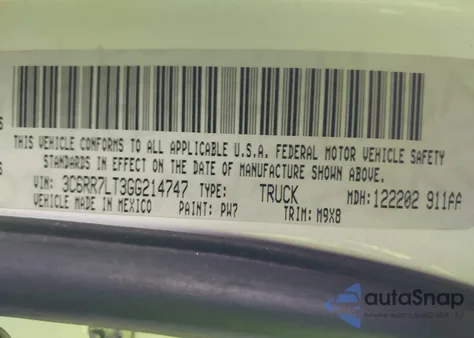 THIS VEHICLE CONFORMS TO ALL APPLICABLE U.S.A. FEDERAL MOTOR VEHICLE SAFETY
STANDARDS IN EFFECT ON THE DATE OF MANUFACTURE SHOWN ABOVE.
VIN: 3C6RR7LT3GG214747 TYPE: TRUCK MDH: 122202 911AA
VEHICLE MADE IN MEXICO PAINT: PW7 TRIM: M9X8
autoSnap